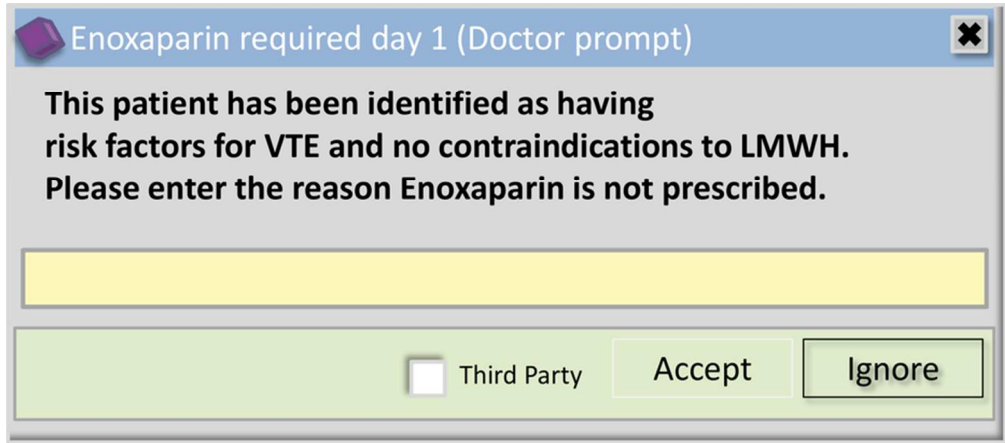 Enoxaparin required day 1 (Doctor prompt)
This patient has been identified as having
risk factors for VTE and no contraindications to LMWH.
Please enter the reason Enoxaparin is not prescribed.
Third Party Accept Ignore